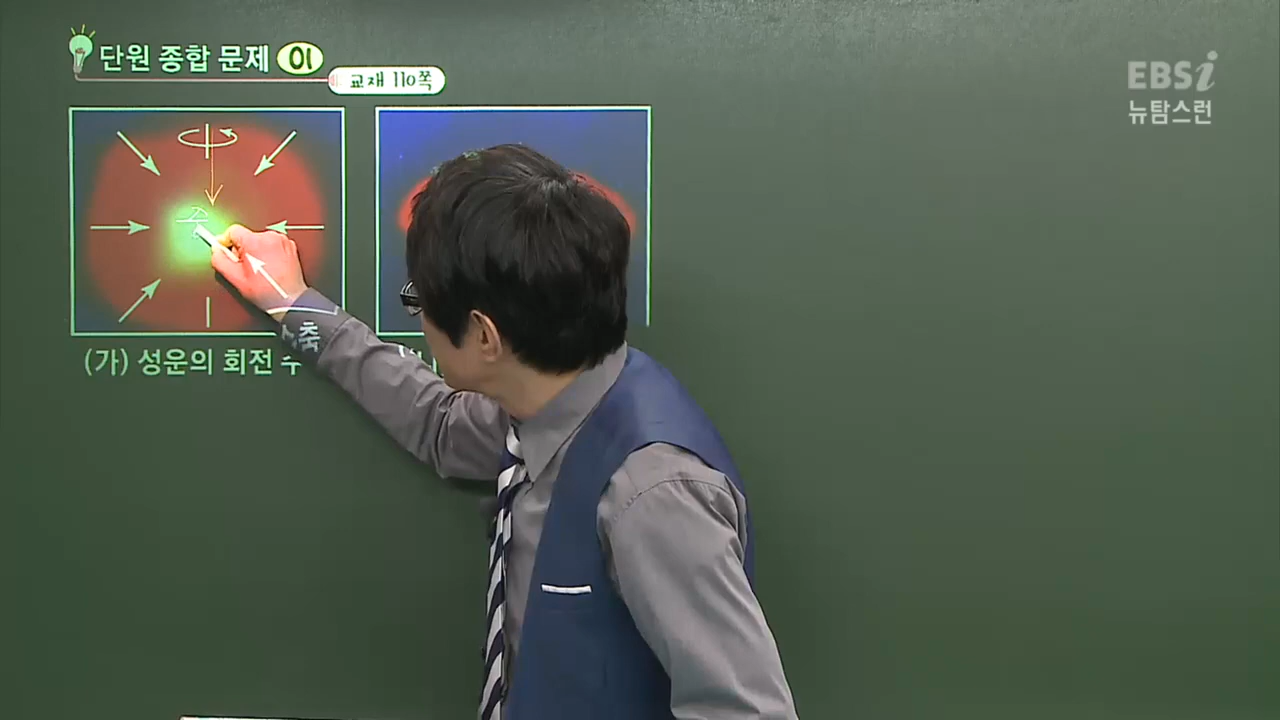 단원 종합 문제 01
교재 110쪽
EBSi
뉴탐스런
(가) 성운의 회전 수축